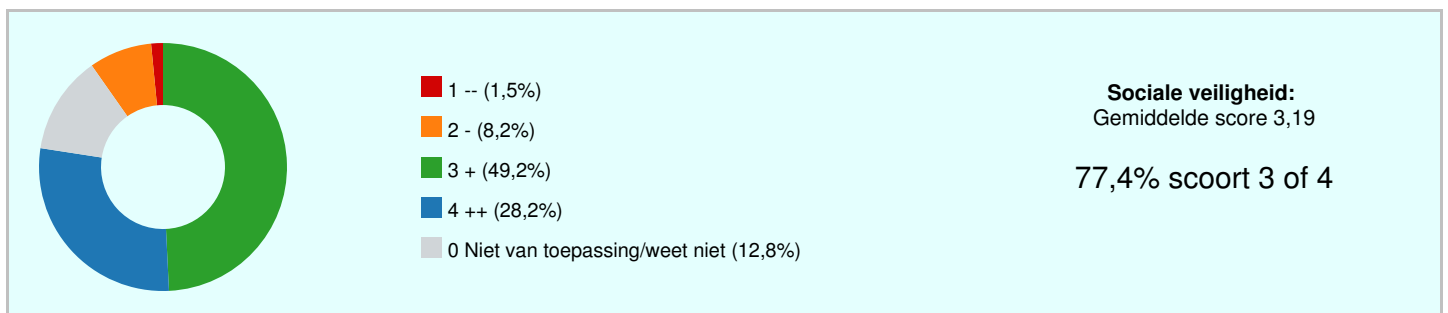 1 -- (1,5%)
2 - (8,2%)
3 + (49,2%)
4 ++ (28,2%)
0 Niet van toepassing/weet niet (12,8%)
Sociale veiligheid:
Gemiddelde score 3,19
77,4% scoort 3 of 4